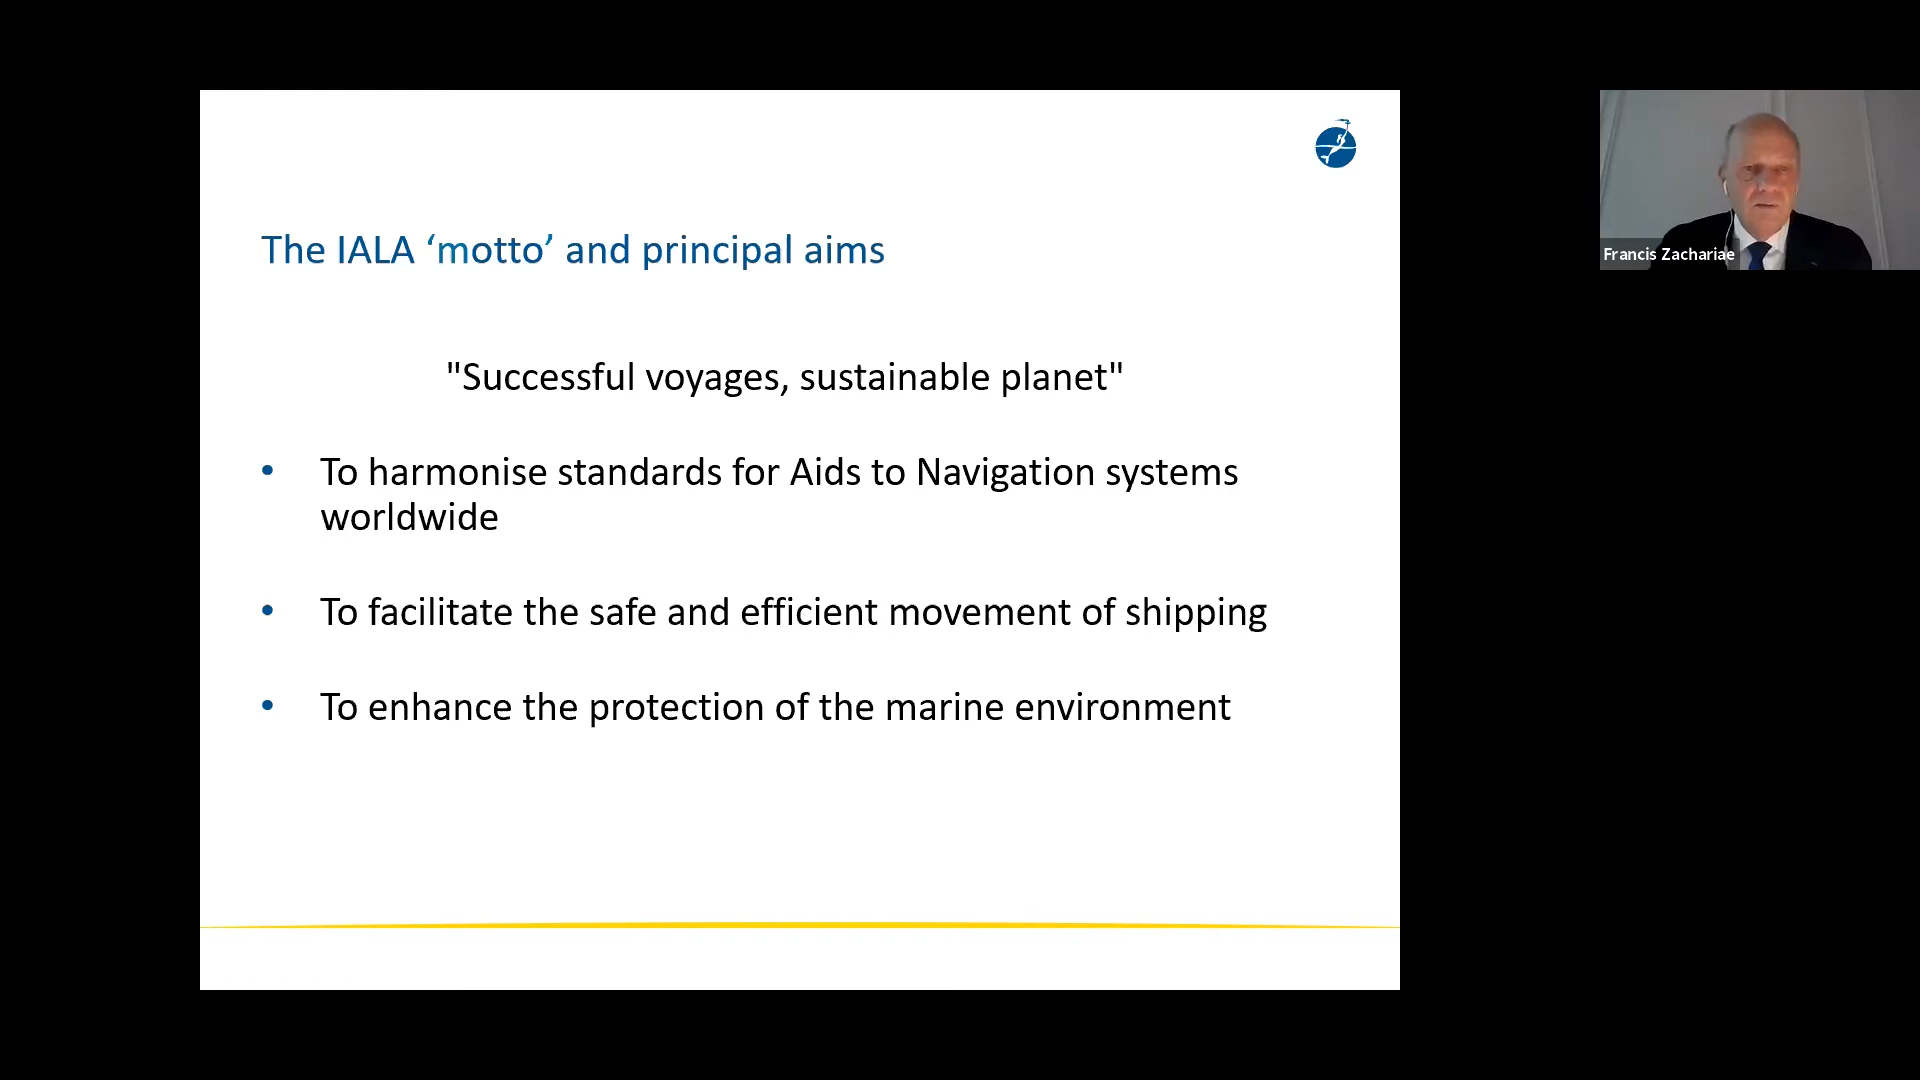 The IALA ‘motto’ and principal aims
"Successful voyages, sustainable planet"
• To harmonise standards for Aids to Navigation systems
worldwide
• To facilitate the safe and efficient movement of shipping
• To enhance the protection of the marine environment
Francis Zachariae